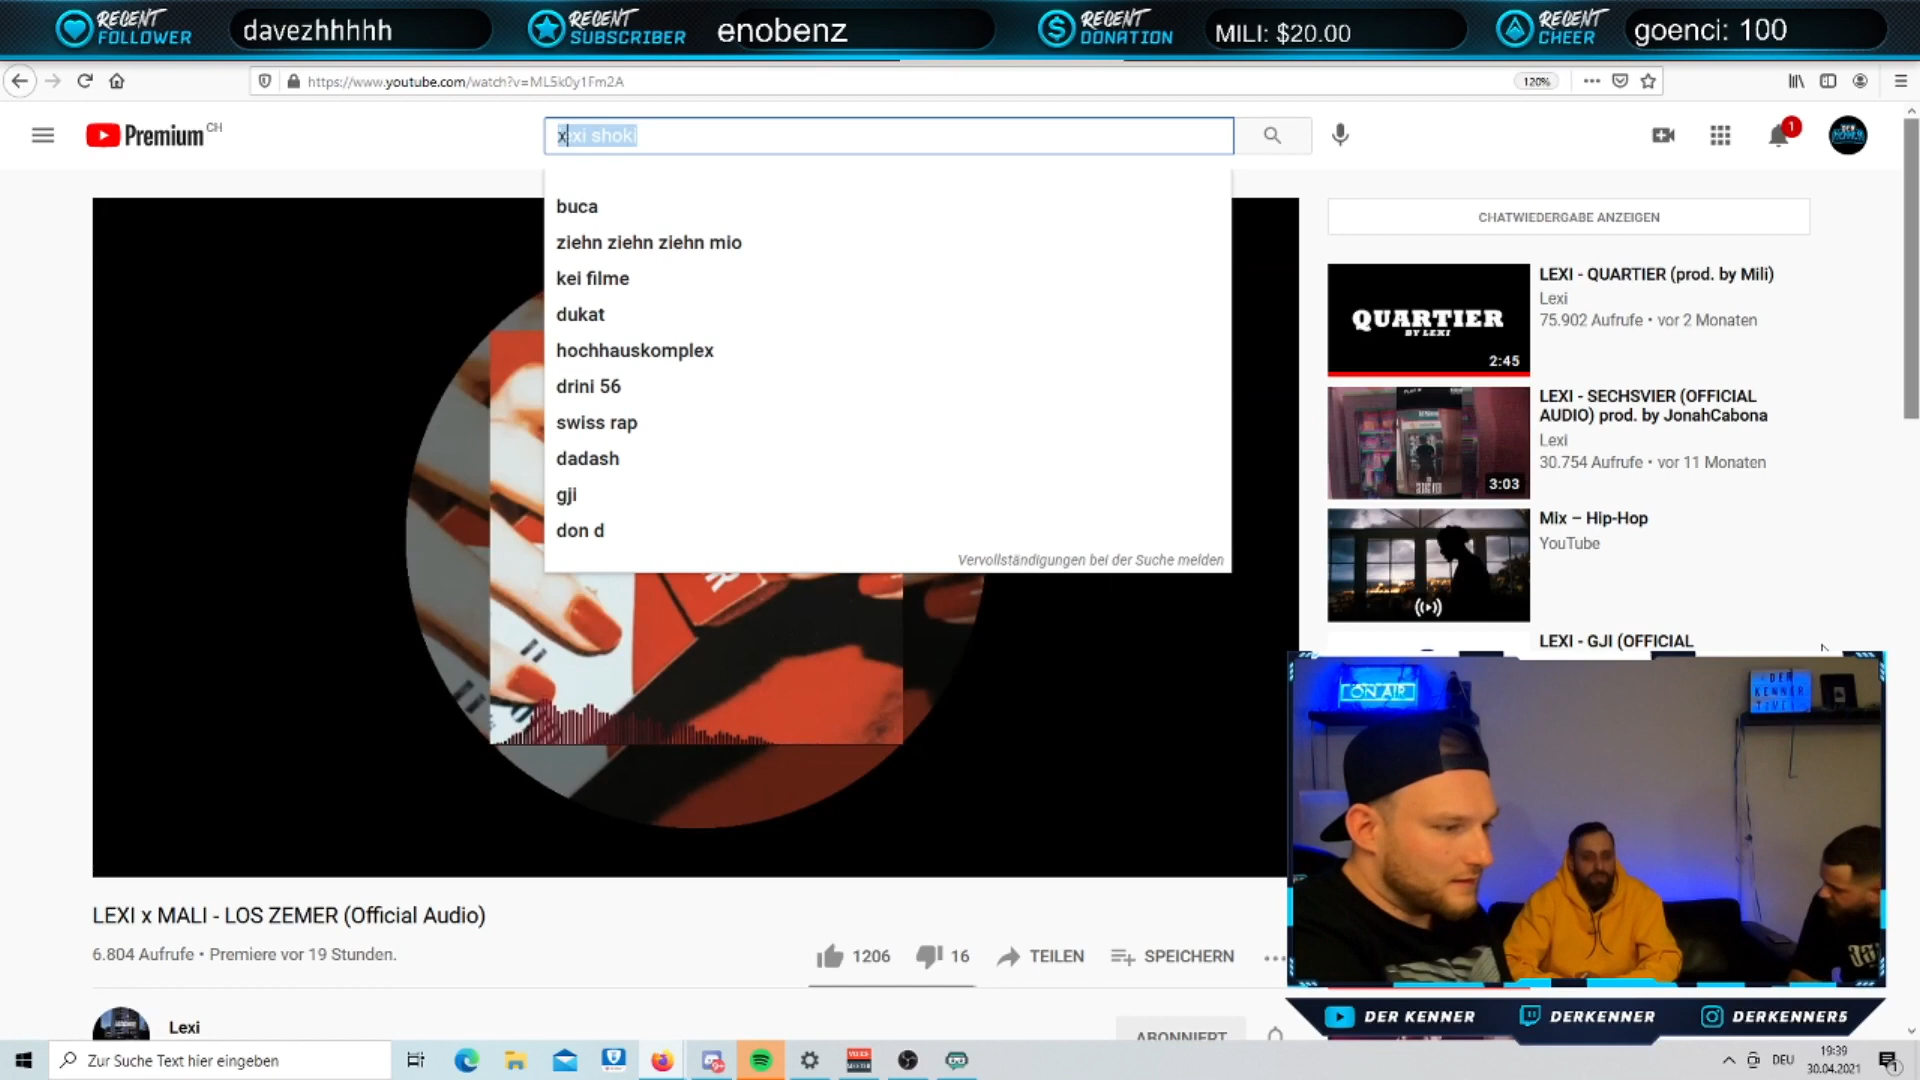 RECENT FOLLOWER
davezhhhhh
RECENT SUBSCRIBER
enobenz
RECENT DONATION
MILI: $20.00
RECENT CHEER
goenci: 100
https://www.youtube.com/watch?v=ML5k0y1Fm2A
120%
Premium CH
xixi shoki
1
buca
ziehn ziehn ziehn mio
kei filme
dukat
hochhauskomplex
drini 56
swiss rap
dadash
gji
don d
Vervollständigungen bei der Suche melden
CHATWIEDERGABE ANZEIGEN
QUARTIER
BY LEXI
2:45
LEXI - QUARTIER (prod. by Mili)
Lexi
75.902 Aufrufe • vor 2 Monaten
3:03
LEXI - SECHSVIER (OFFICIAL
AUDIO) prod. by JonahCabona
Lexi
30.754 Aufrufe • vor 11 Monaten
Mix – Hip-Hop
YouTube
LEXI - GJI (OFFICIAL
ON AIR
DER
KENNER
LEXI x MALI - LOS ZEMER (Official Audio)
6.804 Aufrufe • Premiere vor 19 Stunden.
1206
16
TEILEN
SPEICHERN
Lexi
ABONNIERT
DER KENNER
DERKENNER
DERKENNER5
Zur Suche Text hier eingeben
DEU
19:39
30.04.2021